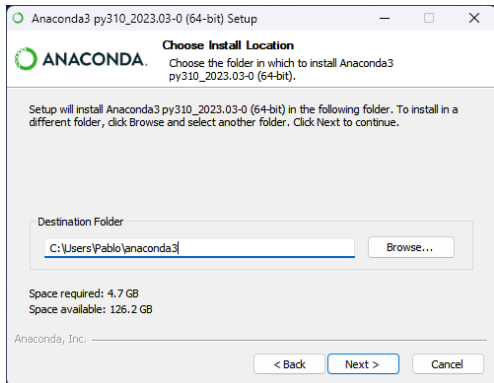 Anaconda3 py310_2023.03-0 (64-bit) Setup
ANACONDA.
Choose Install Location
Choose the folder in which to install Anaconda3
py310_2023.03-0 (64-bit).
Setup will install Anaconda3 py310_2023.03-0 (64-bit) in the following folder. To install in a
different folder, click Browse and select another folder. Click Next to continue.
Destination Folder
C:\Users\Pablo\anaconda3
Browse...
Space required: 4.7 GB
Space available: 126.2 GB
Anaconda, Inc.
< Back
Next >
Cancel